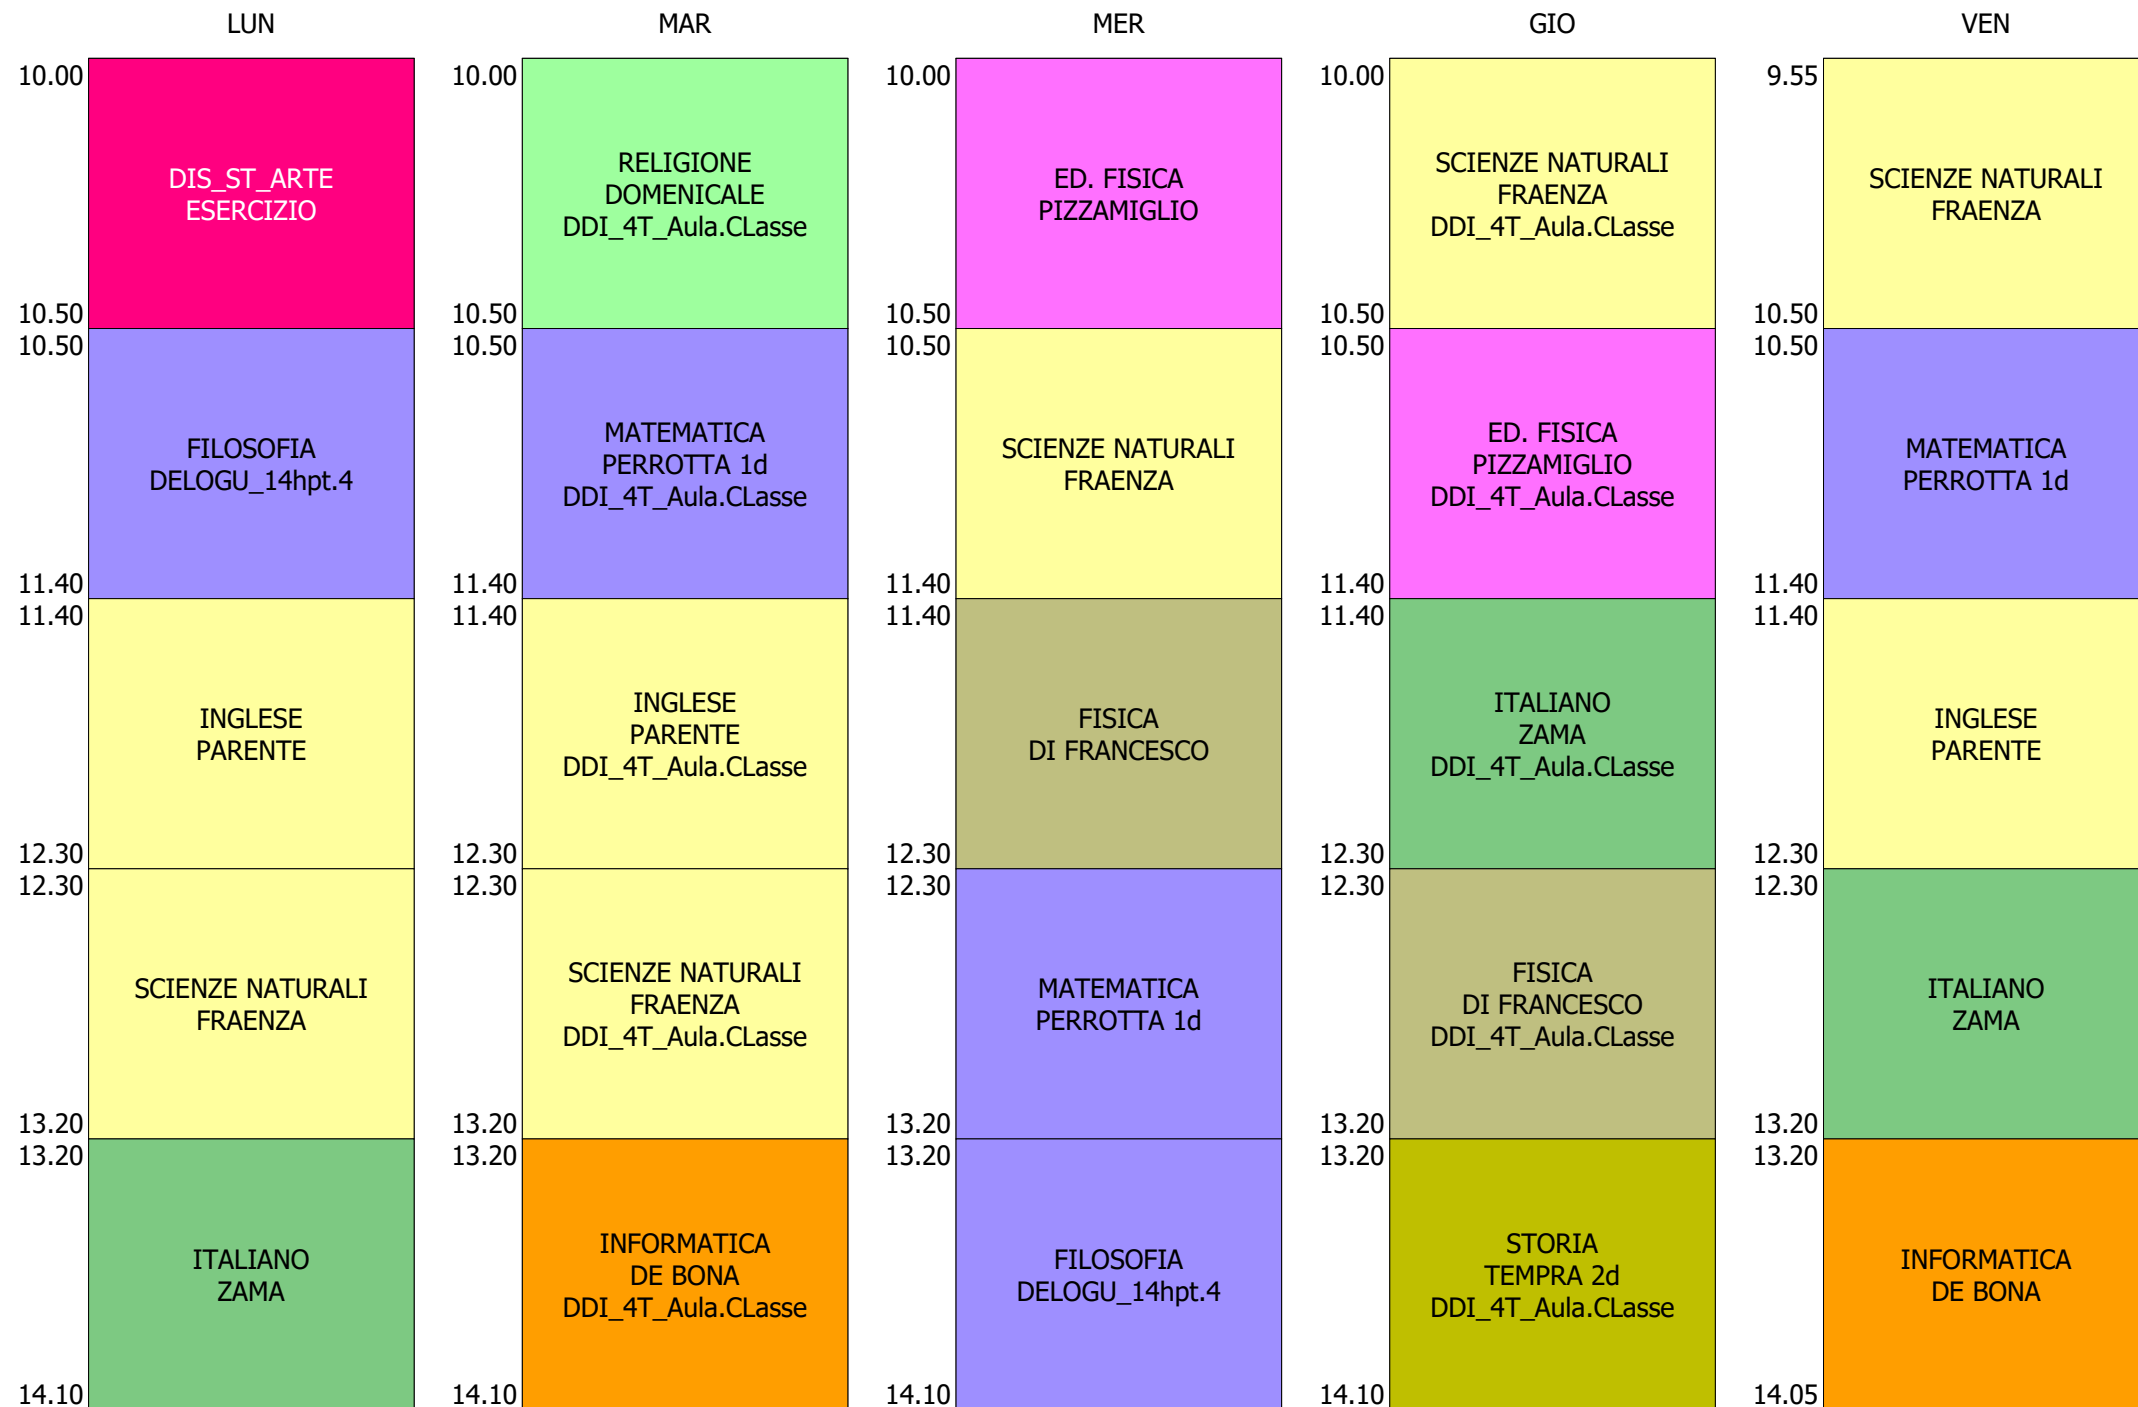 LUN
MAR
MER
GIO
VEN
10.00
DIS_ST_ARTE
ESERCIZIO
10.50
10.00
RELIGIONE
DOMENICALE
DDI_4T_Aula.CLasse
10.50
10.00
ED. FISICA
PIZZAMIGLIO
10.50
10.00
SCIENZE NATURALI
FRAENZA
DDI_4T_Aula.CLasse
10.50
9.55
SCIENZE NATURALI
FRAENZA
10.50
10.50
FILOSOFIA
DELOGU_14hpt.4
11.40
10.50
MATEMATICA
PERROTTA 1d
DDI_4T_Aula.CLasse
11.40
10.50
SCIENZE NATURALI
FRAENZA
11.40
10.50
ED. FISICA
PIZZAMIGLIO
DDI_4T_Aula.CLasse
11.40
10.50
MATEMATICA
PERROTTA 1d
11.40
11.40
INGLESE
PARENTE
12.30
11.40
INGLESE
PARENTE
DDI_4T_Aula.CLasse
12.30
11.40
FISICA
DI FRANCESCO
12.30
11.40
ITALIANO
ZAMA
DDI_4T_Aula.CLasse
12.30
11.40
INGLESE
PARENTE
12.30
12.30
SCIENZE NATURALI
FRAENZA
13.20
12.30
SCIENZE NATURALI
FRAENZA
DDI_4T_Aula.CLasse
13.20
12.30
MATEMATICA
PERROTTA 1d
13.20
12.30
FISICA
DI FRANCESCO
DDI_4T_Aula.CLasse
13.20
12.30
ITALIANO
ZAMA
13.20
13.20
ITALIANO
ZAMA
14.10
13.20
INFORMATICA
DE BONA
DDI_4T_Aula.CLasse
14.10
13.20
FILOSOFIA
DELOGU_14hpt.4
14.10
13.20
STORIA
TEMPRA 2d
DDI_4T_Aula.CLasse
14.10
13.20
INFORMATICA
DE BONA
14.05